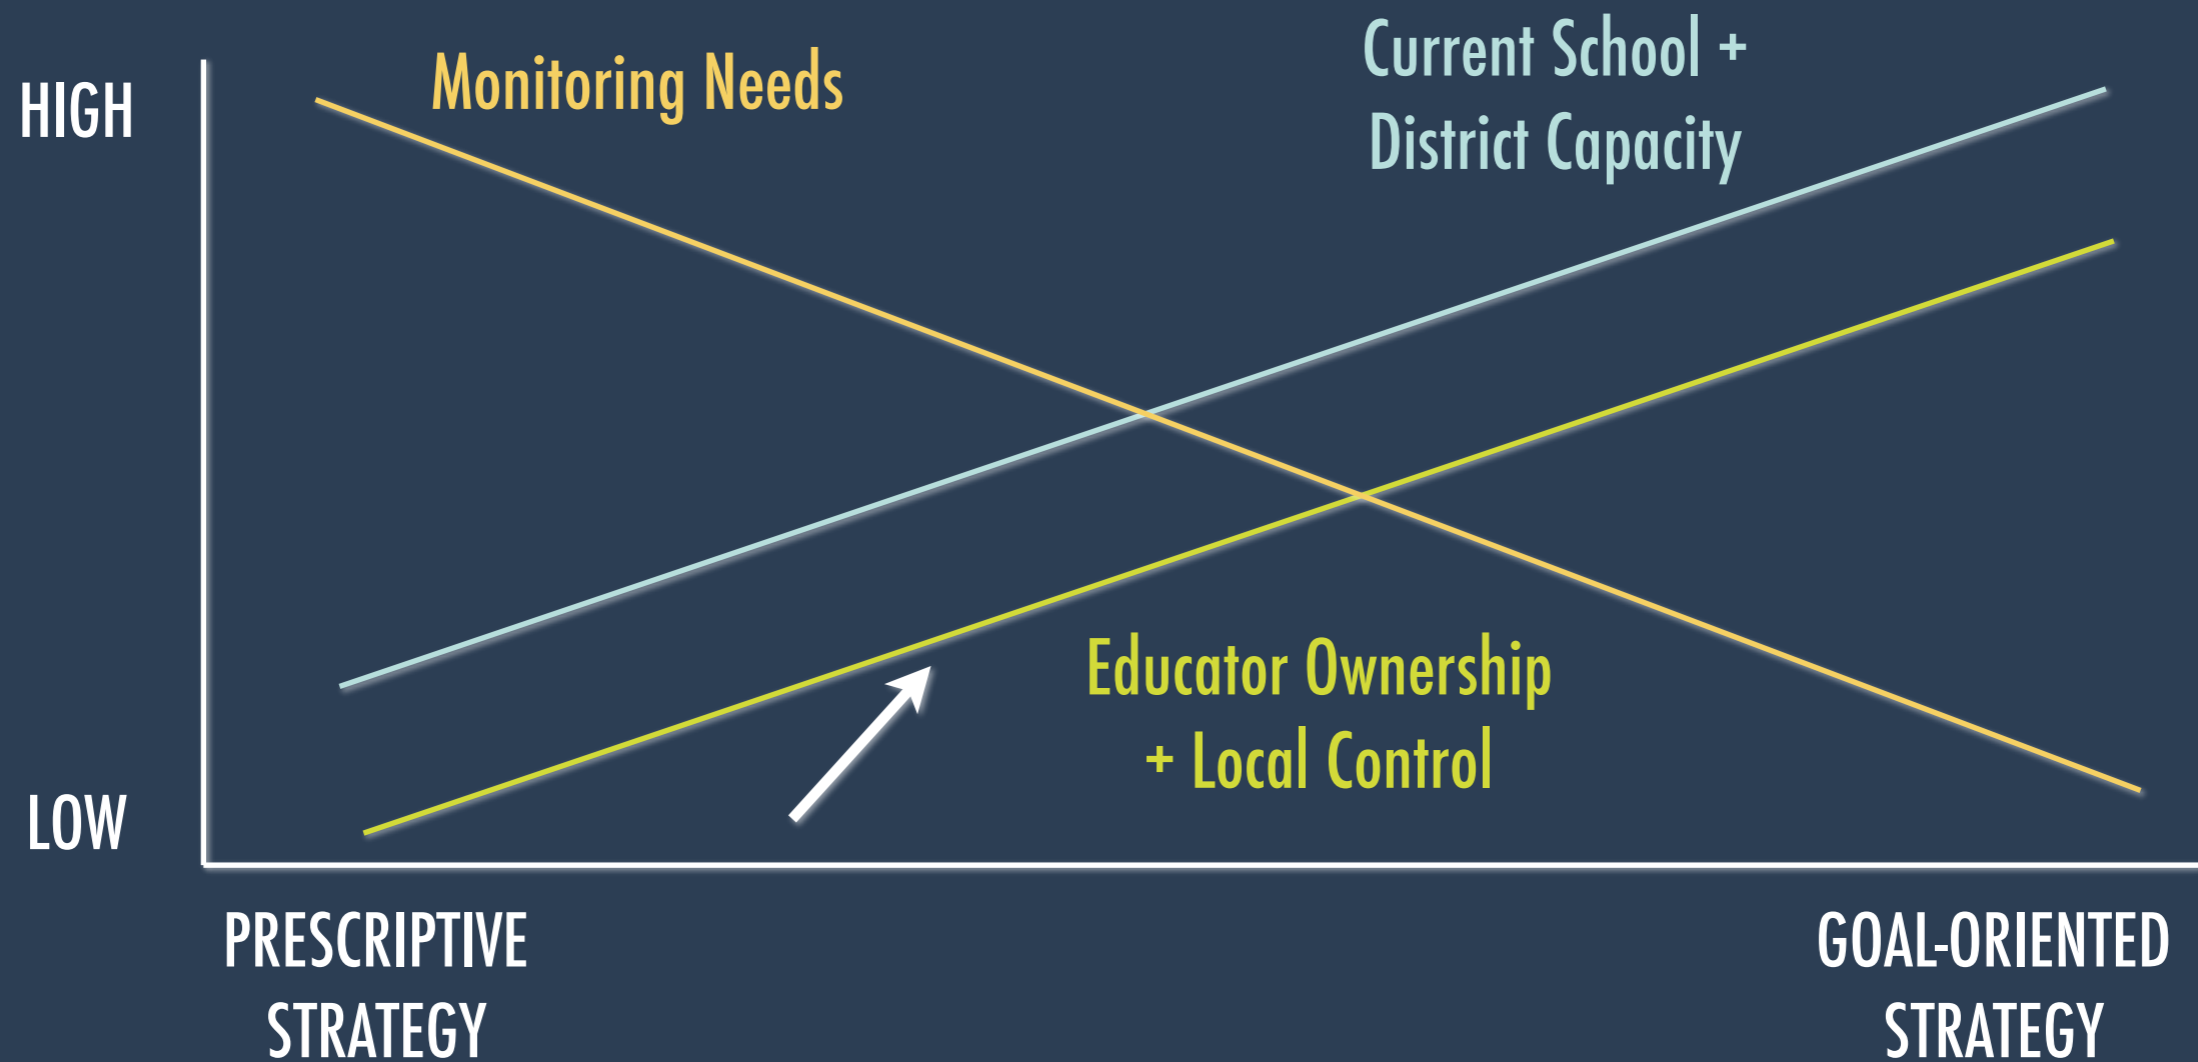 HIGH
Monitoring Needs
Current School +
District Capacity
Educator Ownership
+ Local Control
LOW
PRESCRIPTIVE
STRATEGY
GOAL-ORIENTED
STRATEGY